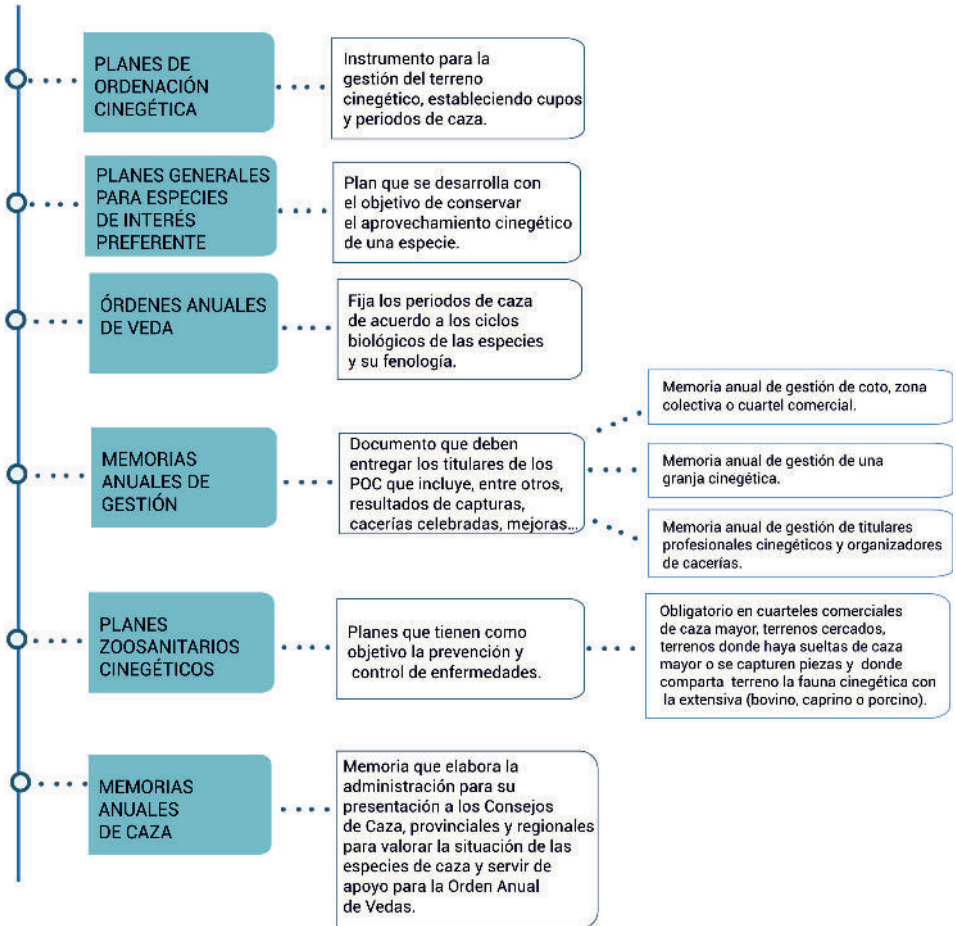 PLANES DE
ORDENACIÓN
CINEGÉTICA
Instrumento para la
gestión del terreno
cinegético, estableciendo cupos
y periodos de caza.
PLANES GENERALES
PARA ESPECIES
DE INTERÉS
PREFERENTE
Plan que se desarrolla con
el objetivo de conservar
el aprovechamiento cinegético
de una especie.
ÓRDENES ANUALES
DE VEDA
Fija los periodos de caza
de acuerdo a los ciclos
biológicos de las especies
y su fenología.
MEMORIAS
ANUALES DE
GESTIÓN
Documento que deben
entregar los titulares de los
POC que incluye, entre otros,
resultados de capturas,
cacerías celebradas, mejoras...
Memoria anual de gestión de coto, zona
colectiva o cuartel comercial.
Memoria anual de gestión de una
granja cinegética.
Memoria anual de gestión de titulares
profesionales cinegéticos y organizadores
de cacerías.
PLANES
ZOOSANITARIOS
CINEGÉTICOS
Planes que tienen como
objetivo la prevención y
control de enfermedades.
Obligatorio en cuarteles comerciales
de caza mayor, terrenos cercados,
terrenos donde haya sueltas de caza
mayor o se capturen piezas y donde
comparta terreno la fauna cinegética con
la extensiva (bovino, caprino o porcino).
MEMORIAS
ANUALES
DE CAZA
Memoria que elabora la
administración para su
presentación a los Consejos
de Caza, provinciales y regionales
para valorar la situación de las
especies de caza y servir de
apoyo para la Orden Anual
de Vedas.